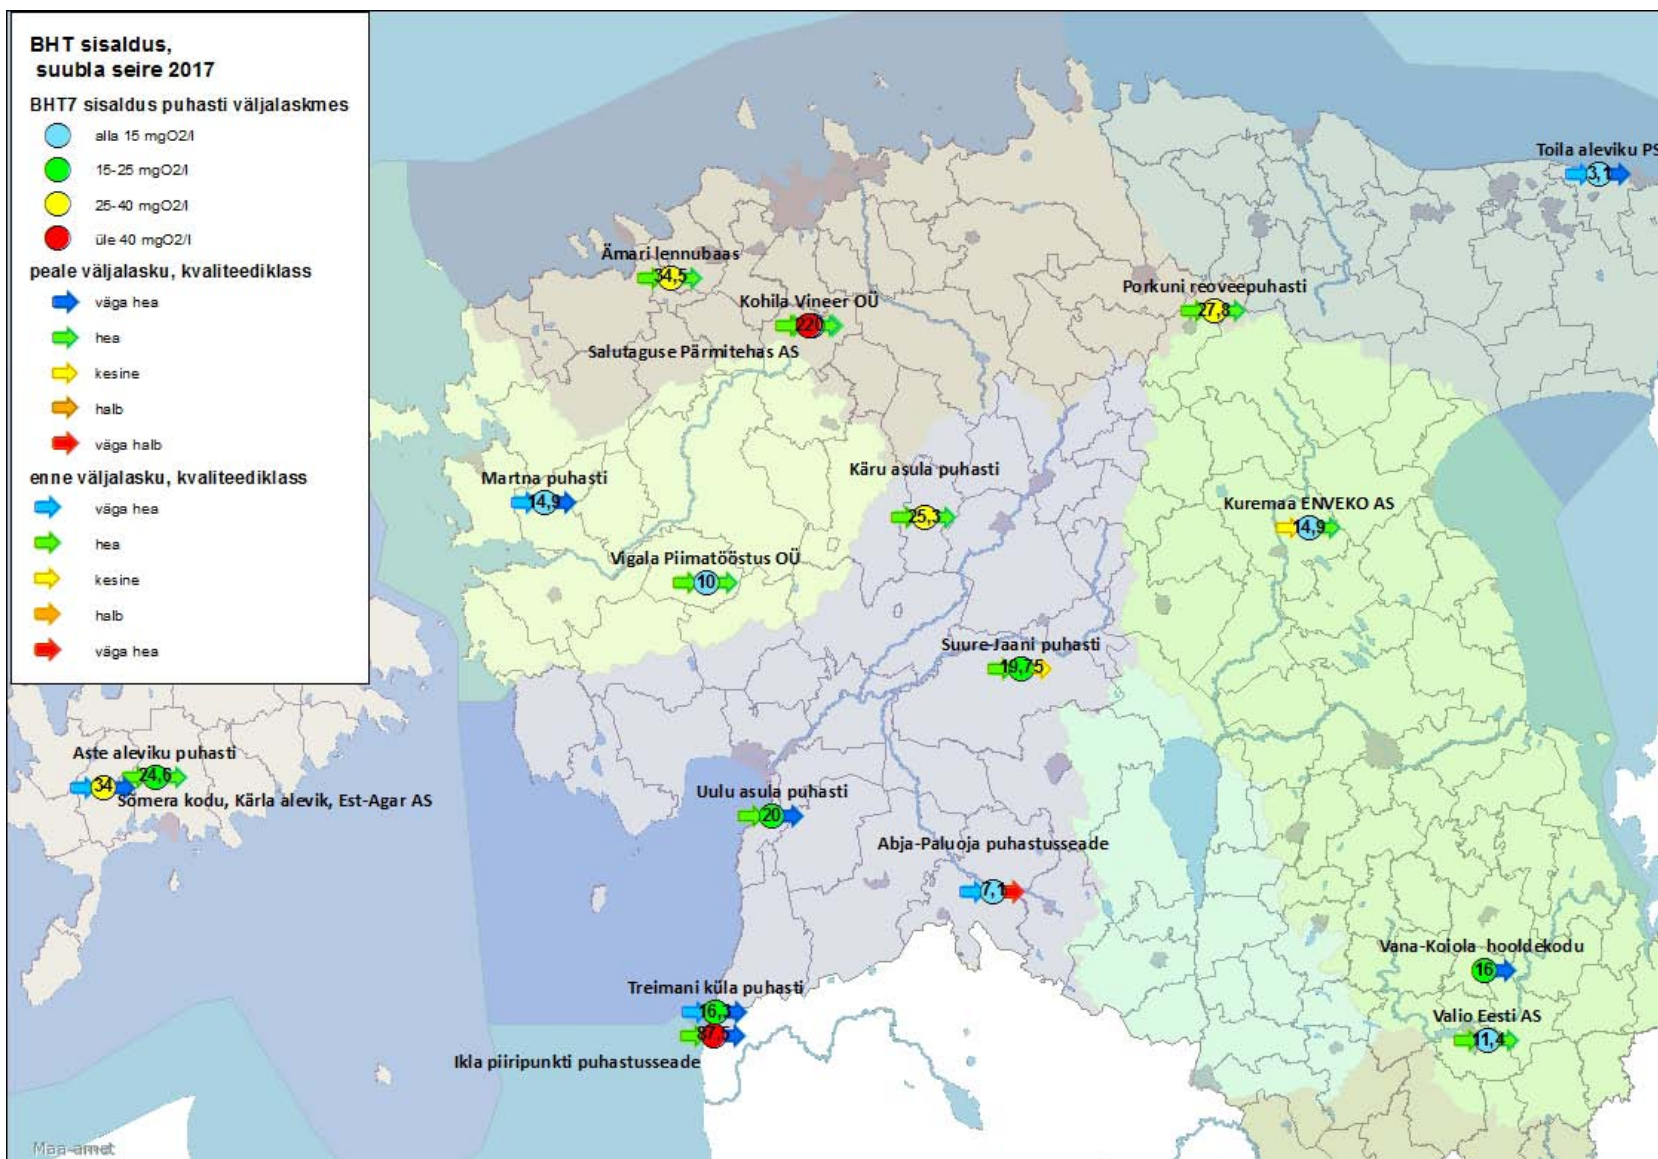 BHT sisaldus,
suubla seire 2017
BHT7 sisaldus puhasti väljalaskmes
alla 15 mgO2/l
15-25 mgO2/l
25-40 mgO2/l
üle 40 mgO2/l
peale väljalasku, kvaliteediklass
väga hea
hea
kesine
halb
väga halb
enne väljalasku, kvaliteediklass
väga hea
hea
kesine
halb
väga hea
Toila aleviku PS
3,1
Ämari lennubaas
34,5
Kohila Vineer OÜ
220
Salutaguse Pärmitehas AS
Porkuni reoveepuhasti
27,8
Martna puhasti
14,9
Käru asula puhasti
25,3
Kuremaa ENVEKO AS
14,9
Vigala Piimatööstus OÜ
10
Suure-Jaani puhasti
19,75
Aste aleviku puhasti
24,6
34
Sõmera kodu, Kärla alevik, Est-Agar AS
Uulu asula puhasti
20
Abja-Paluoja puhastusseade
7,1
Vana-Koiola hooldekodu
16
Treimani küla puhasti
16,3
87,5
Ikla piiripunkti puhastusseade
Valio Eesti AS
11,4
Maa-amet